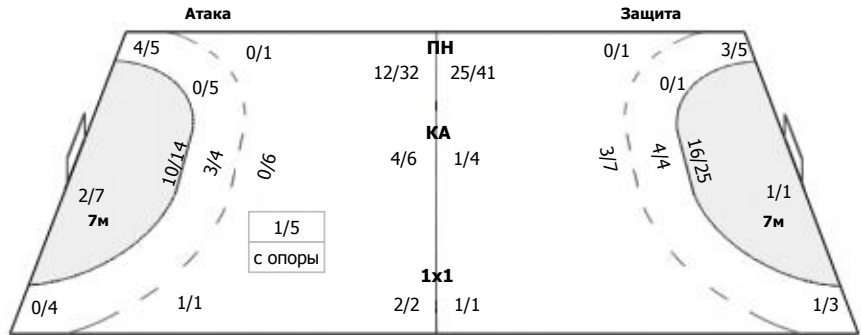 Атака Защита
4/5 0/1 ПН 0/1 3/5
12/32 25/41
0/5 0/1
КА
10/14 3/4 0/6 4/6 1/4 3/7 4/4 16/25
2/7 1/1
7м 7м
1/5
с опоры
1х1
0/4 1/1 2/2 1/1 1/3